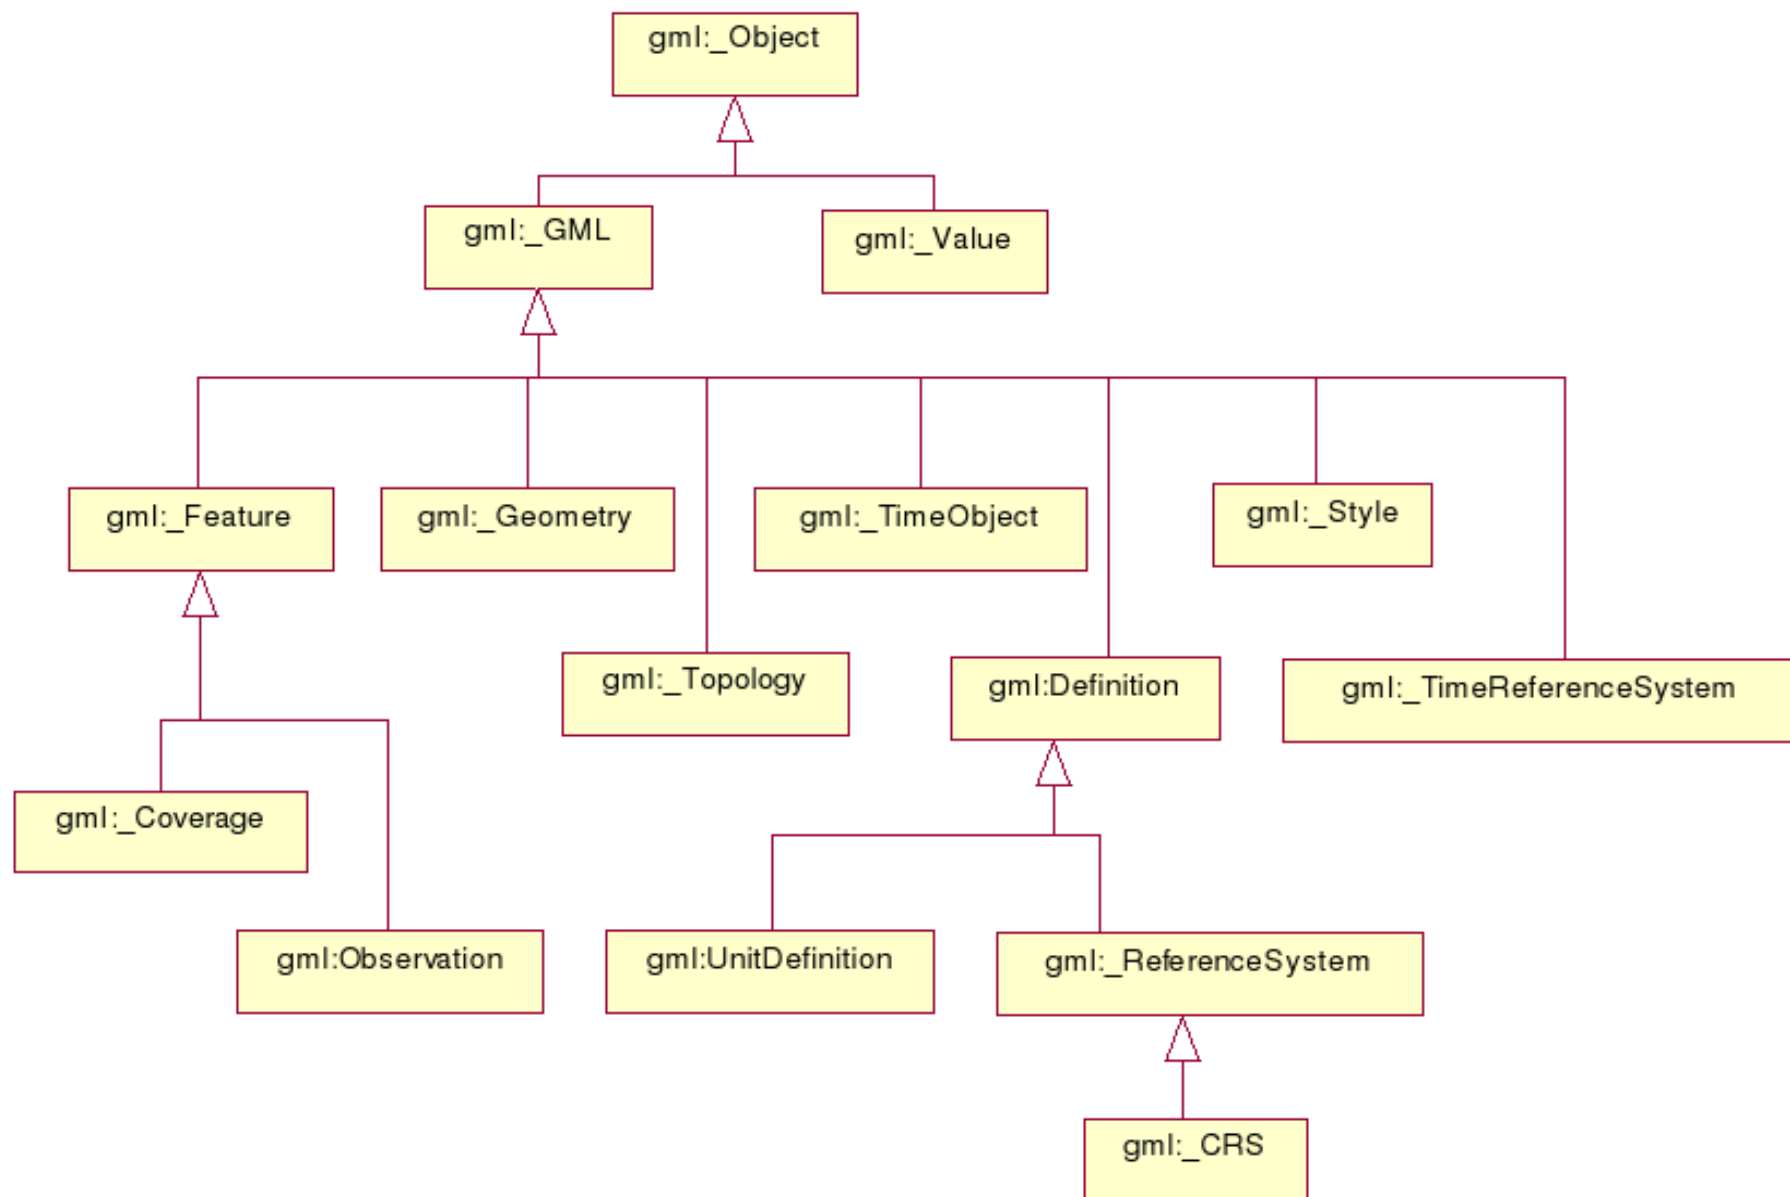 gml:_Object
gml:_GML
gml:_Value
gml:_Feature
gml:_Geometry
gml:_TimeObject
gml:_Style
gml:_Topology
gml:Definition
gml:_TimeReferenceSystem
gml:_Coverage
gml:Observation
gml:UnitDefinition
gml:_ReferenceSystem
gml:_CRS